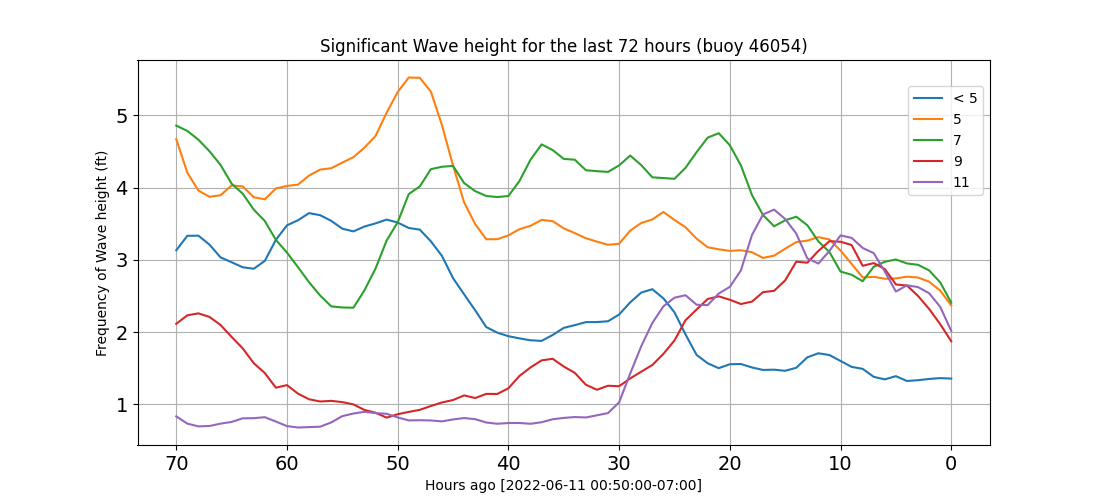 Significant Wave height for the last 72 hours (buoy 46054)
Frequency of Wave height (ft)
5
4
3
2
1
< 5
5
7
9
11
70 60 50 40 30 20 10 0
Hours ago [2022-06-11 00:50:00-07:00]